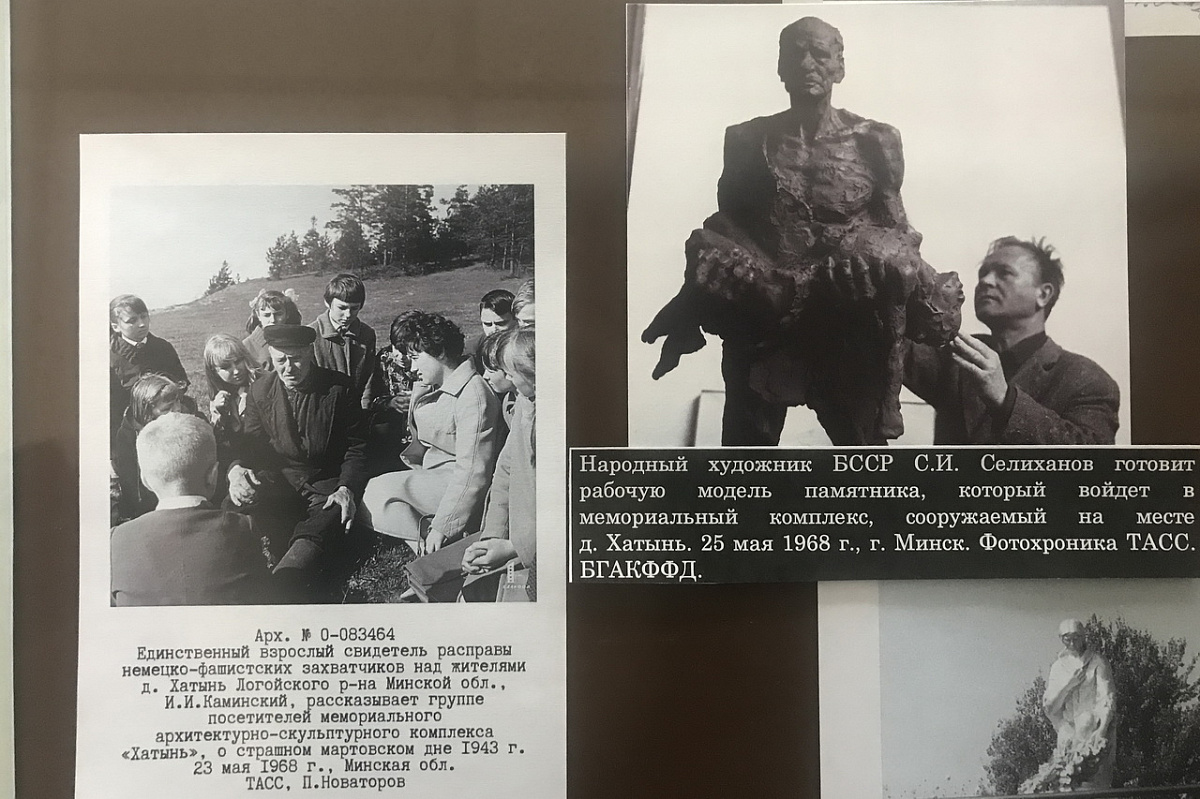 Народный художник БССР С.И. Селиханов готовит
рабочую модель памятника, который войдет в
мемориальный комплекс, сооружаемый на месте
д. Хатынь. 25 мая 1968 г., г. Минск. Фотохроника ТАСС.
БГАКФФД.
Арх. № 0-083464
Единственный взрослый свидетель расправы
немецко-фашистских захватчиков над жителями
д. Хатынь Логойского р-на Минской обл.,
И.И.Каминский, рассказывает группе
посетителей мемориального
архитектурно-скульптурного комплекса
«Хатынь», о страшном мартовском дне 1943 г.
23 мая 1968 г., Минская обл.
ТАСС, П.Новаторов